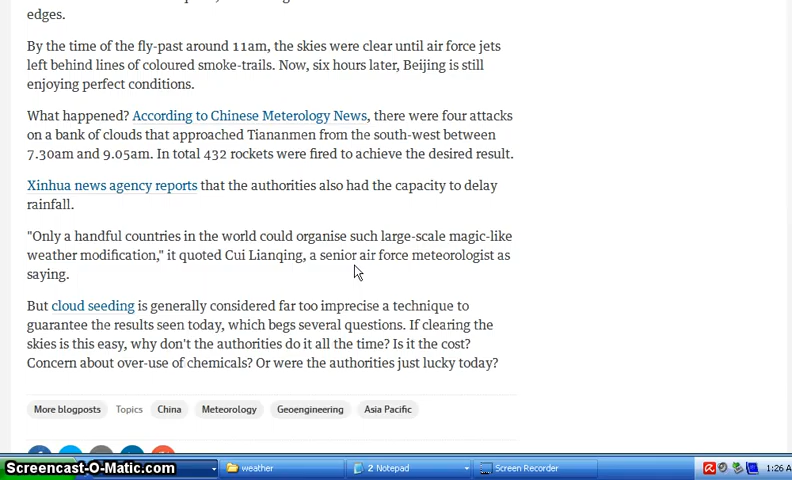 edges.
By the time of the fly-past around 11am, the skies were clear until air force jets
left behind lines of coloured smoke-trails. Now, six hours later, Beijing is still
enjoying perfect conditions.
What happened? According to Chinese Meterology News, there were four attacks
on a bank of clouds that approached Tiananmen from the south-west between
7.30am and 9.05am. In total 432 rockets were fired to achieve the desired result.
Xinhua news agency reports that the authorities also had the capacity to delay
rainfall.
"Only a handful countries in the world could organise such large-scale magic-like
weather modification," it quoted Cui Lianqing, a senior air force meteorologist as
saying.
But cloud seeding is generally considered far too imprecise a technique to
guarantee the results seen today, which begs several questions. If clearing the
skies is this easy, why don't the authorities do it all the time? Is it the cost?
Concern about over-use of chemicals? Or were the authorities just lucky today?
More blogposts Topics China Meteorology Geoengineering Asia Pacific
Screencast-O-Matic.com weather 2 Notepad Screen Recorder 1:26 A